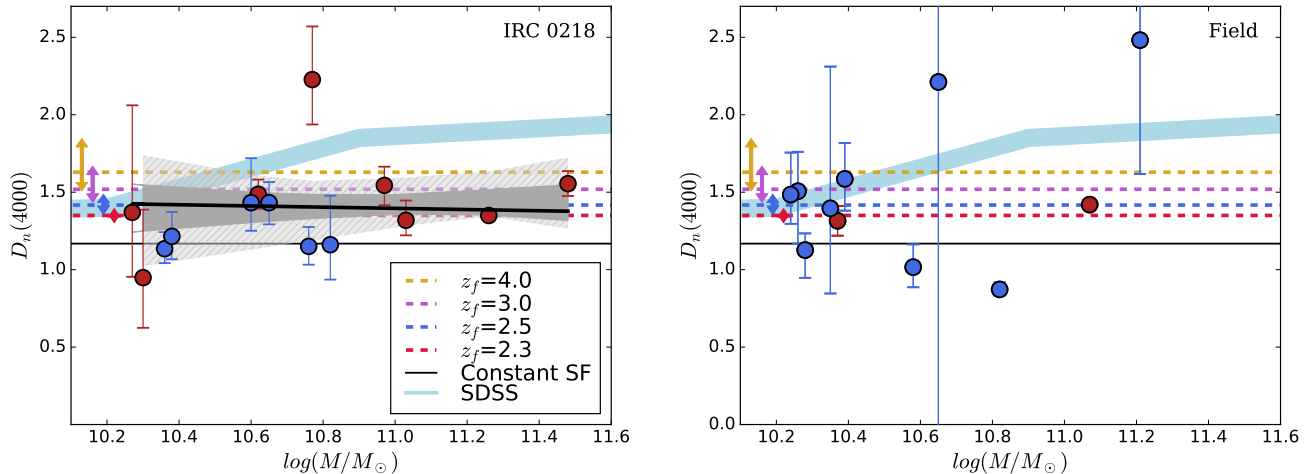 IRC 0218
2.5
2.0
1.5
1.0
0.5
D_n(4000)
z_f=4.0
z_f=3.0
z_f=2.5
z_f=2.3
Constant SF
SDSS
10.2 10.4 10.6 10.8 11.0 11.2 11.4 11.6
log(M/M_⊙)
Field
2.5
2.0
1.5
1.0
0.5
0.0
D_n(4000)
10.2 10.4 10.6 10.8 11.0 11.2 11.4 11.6
log(M/M_⊙)